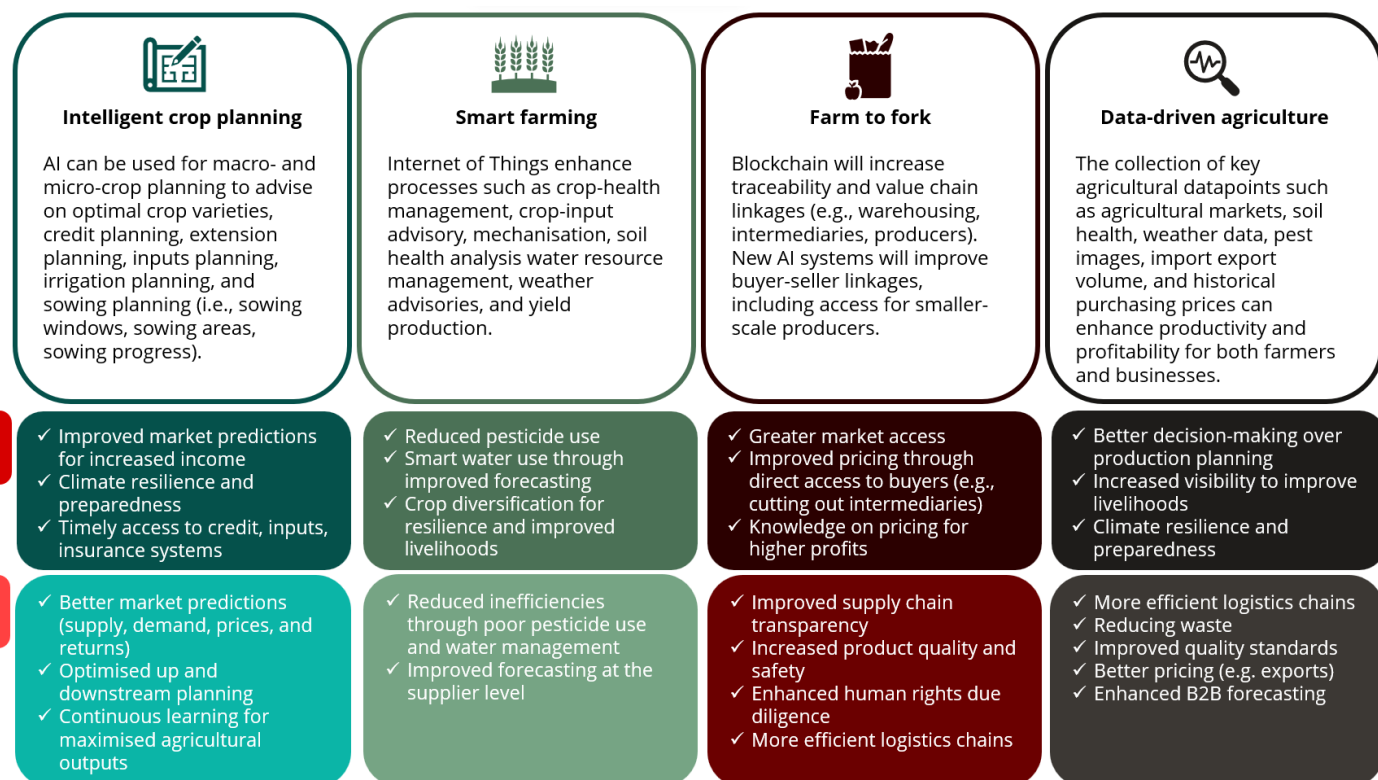 Intelligent crop planning
AI can be used for macro- and
micro-crop planning to advise
on optimal crop varieties,
credit planning, extension
planning, inputs planning,
irrigation planning, and
sowing planning (i.e., sowing
windows, sowing areas,
sowing progress).
Smart farming
Internet of Things enhance
processes such as crop-health
management, crop-input
advisory, mechanisation, soil
health analysis water resource
management, weather
advisories, and yield
production.
Farm to fork
Blockchain will increase
traceability and value chain
linkages (e.g., warehousing,
intermediaries, producers).
New AI systems will improve
buyer-seller linkages,
including access for smaller-
scale producers.
Data-driven agriculture
The collection of key
agricultural datapoints such
as agricultural markets, soil
health, weather data, pest
images, import export
volume, and historical
purchasing prices can
enhance productivity and
profitability for both farmers
and businesses.
✓ Improved market predictions
for increased income
✓ Climate resilience and
preparedness
✓ Timely access to credit, inputs,
insurance systems
✓ Reduced pesticide use
✓ Smart water use through
improved forecasting
✓ Crop diversification for
resilience and improved
livelihoods
✓ Greater market access
✓ Improved pricing through
direct access to buyers (e.g.,
cutting out intermediaries)
✓ Knowledge on pricing for
higher profits
✓ Better decision-making over
production planning
✓ Increased visibility to improve
livelihoods
✓ Climate resilience and
preparedness
✓ Better market predictions
(supply, demand, prices, and
returns)
✓ Optimised up and
downstream planning
✓ Continuous learning for
maximised agricultural
outputs
✓ Reduced inefficiencies
through poor pesticide use
and water management
✓ Improved forecasting at the
supplier level
✓ Improved supply chain
transparency
✓ Increased product quality and
safety
✓ Enhanced human rights due
diligence
✓ More efficient logistics chains
✓ More efficient logistics chains
✓ Reducing waste
✓ Improved quality standards
✓ Better pricing (e.g. exports)
✓ Enhanced B2B forecasting